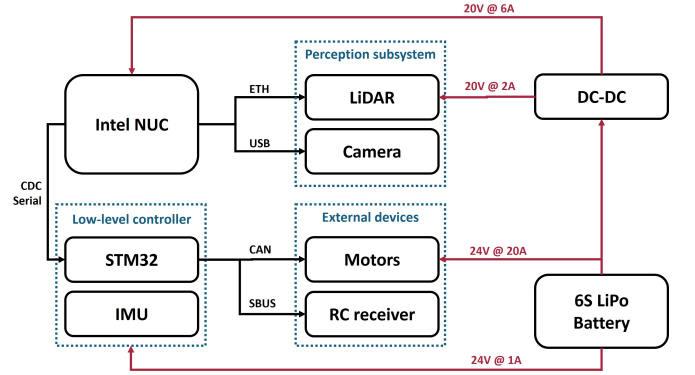 20V @ 6A
Perception subsystem
Intel NUC
ETH
LiDAR
20V @ 2A
DC-DC
USB
Camera
CDC
Serial
Low-level controller
External devices
STM32
CAN
Motors
24V @ 20A
IMU
SBUS
RC receiver
6S LiPo
Battery
24V @ 1A